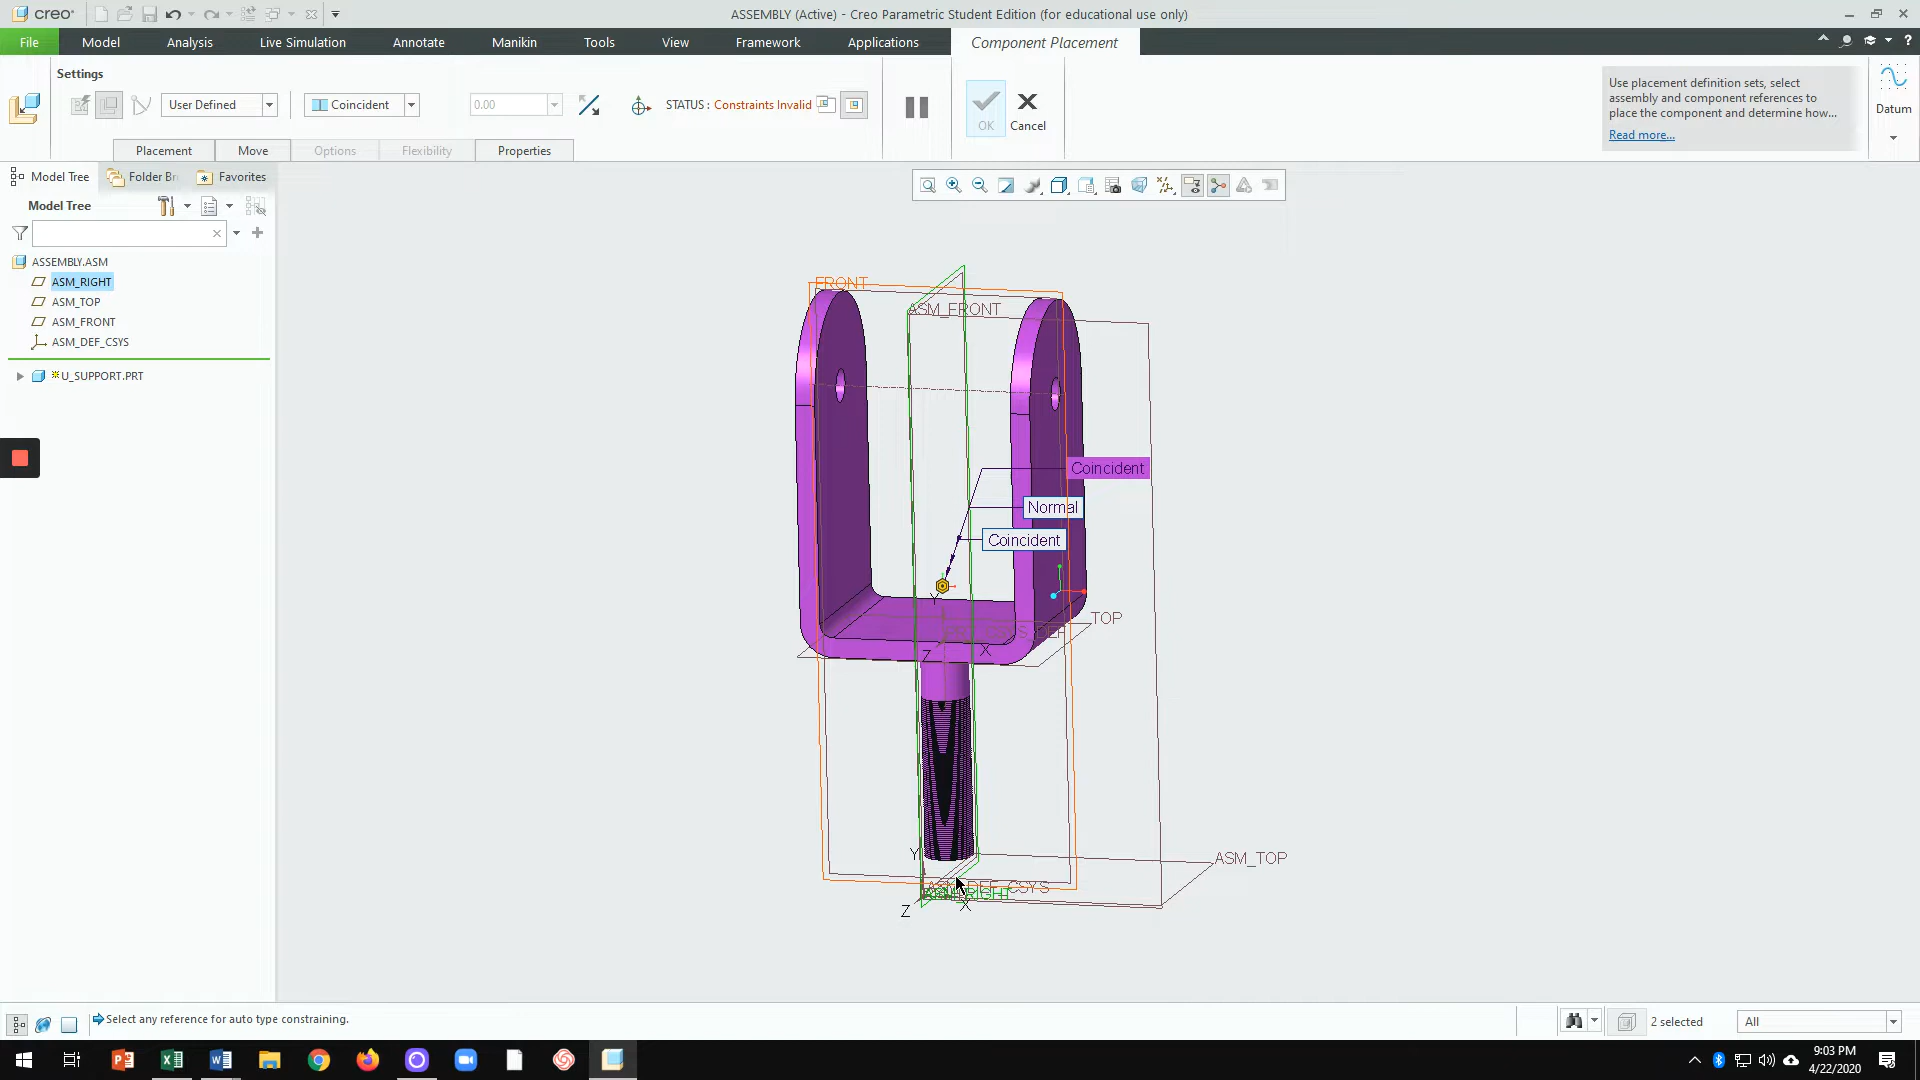 creo
ASSEMBLY (Active) - Creo Parametric Student Edition (for educational use only)
File Model Analysis Live Simulation Annotate Manikin Tools View Framework Applications Component Placement
Settings
User Defined Coincident 0.00 STATUS : Constraints Invalid OK Cancel
Use placement definition sets, select assembly and component references to place the component and determine how...
Read more...
Datum
Placement Move Options Flexibility Properties
Model Tree Folder Br Favorites
Model Tree
ASSEMBLY.ASM
ASM_RIGHT
ASM_TOP
ASM_FRONT
ASM_DEF_CSYS
U_SUPPORT.PRT
FRONT
ASM_FRONT
Coincident
Normal
Coincident
Y
TOP
Z X
Y
ASM_TOP
ASM_DEF_CSYS
Z X
Select any reference for auto type constraining.
2 selected
All
9:03 PM
4/22/2020